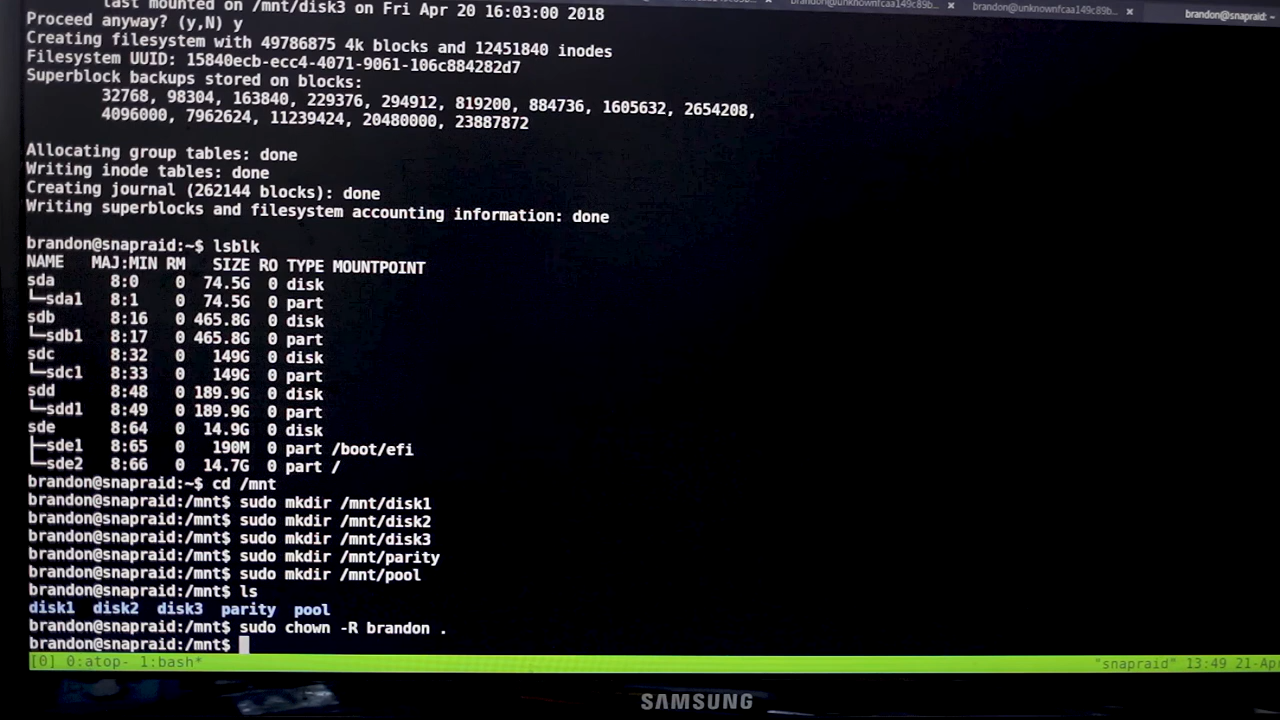 brandon@unknownfcaa149c89b...
brandon@unknownfcaa149c89b...
brandon@snapraid: ~
last mounted on /mnt/disk3 on Fri Apr 20 16:03:00 2018
Proceed anyway? (y,N) y
Creating filesystem with 49786875 4k blocks and 12451840 inodes
Filesystem UUID: 15840ecb-ecc4-4071-9061-106c884282d7
Superblock backups stored on blocks:
32768, 98304, 163840, 229376, 294912, 819200, 884736, 1605632, 2654208,
4096000, 7962624, 11239424, 20480000, 23887872
Allocating group tables: done
Writing inode tables: done
Creating journal (262144 blocks): done
Writing superblocks and filesystem accounting information: done
brandon@snapraid:~$ lsblk
NAME MAJ:MIN RM SIZE RO TYPE MOUNTPOINT
sda 8:0 0 74.5G 0 disk
└─sda1 8:1 0 74.5G 0 part
sdb 8:16 0 465.8G 0 disk
└─sdb1 8:17 0 465.8G 0 part
sdc 8:32 0 149G 0 disk
└─sdc1 8:33 0 149G 0 part
sdd 8:48 0 189.9G 0 disk
└─sdd1 8:49 0 189.9G 0 part
sde 8:64 0 14.9G 0 disk
├─sde1 8:65 0 190M 0 part /boot/efi
└─sde2 8:66 0 14.7G 0 part /
brandon@snapraid:~$ cd /mnt
brandon@snapraid:/mnt$ sudo mkdir /mnt/disk1
brandon@snapraid:/mnt$ sudo mkdir /mnt/disk2
brandon@snapraid:/mnt$ sudo mkdir /mnt/disk3
brandon@snapraid:/mnt$ sudo mkdir /mnt/parity
brandon@snapraid:/mnt$ sudo mkdir /mnt/pool
brandon@snapraid:/mnt$ ls
disk1 disk2 disk3 parity pool
brandon@snapraid:/mnt$ sudo chown -R brandon .
brandon@snapraid:/mnt$
[0] 0:atop- 1:bash* "snapraid" 13:49 21-Apr
SAMSUNG